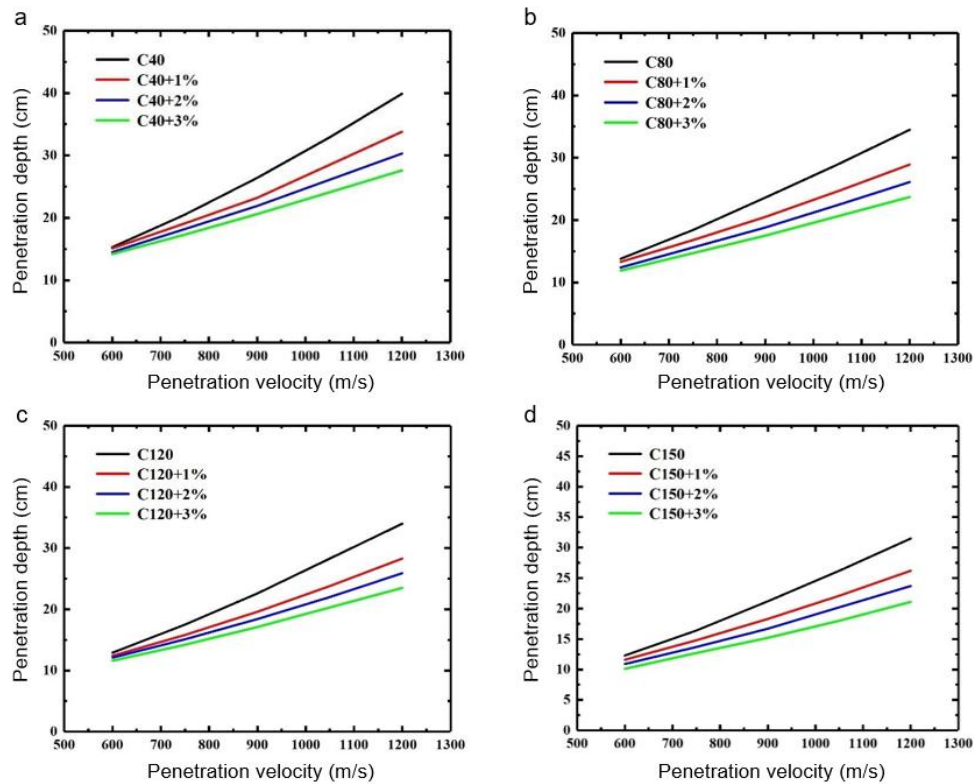 a
50
40
30
20
10
0
C40
C40+1%
C40+2%
C40+3%
Penetration depth (cm)
500 600 700 800 900 1000 1100 1200 1300
Penetration velocity (m/s)
b
50
40
30
20
10
0
C80
C80+1%
C80+2%
C80+3%
Penetration depth (cm)
500 600 700 800 900 1000 1100 1200 1300
Penetration velocity (m/s)
c
50
40
30
20
10
0
C120
C120+1%
C120+2%
C120+3%
Penetration depth (cm)
500 600 700 800 900 1000 1100 1200 1300
Penetration velocity (m/s)
d
50
45
40
35
30
25
20
15
10
5
0
C150
C150+1%
C150+2%
C150+3%
Penetration depth (cm)
500 600 700 800 900 1000 1100 1200 1300
Penetration velocity (m/s)